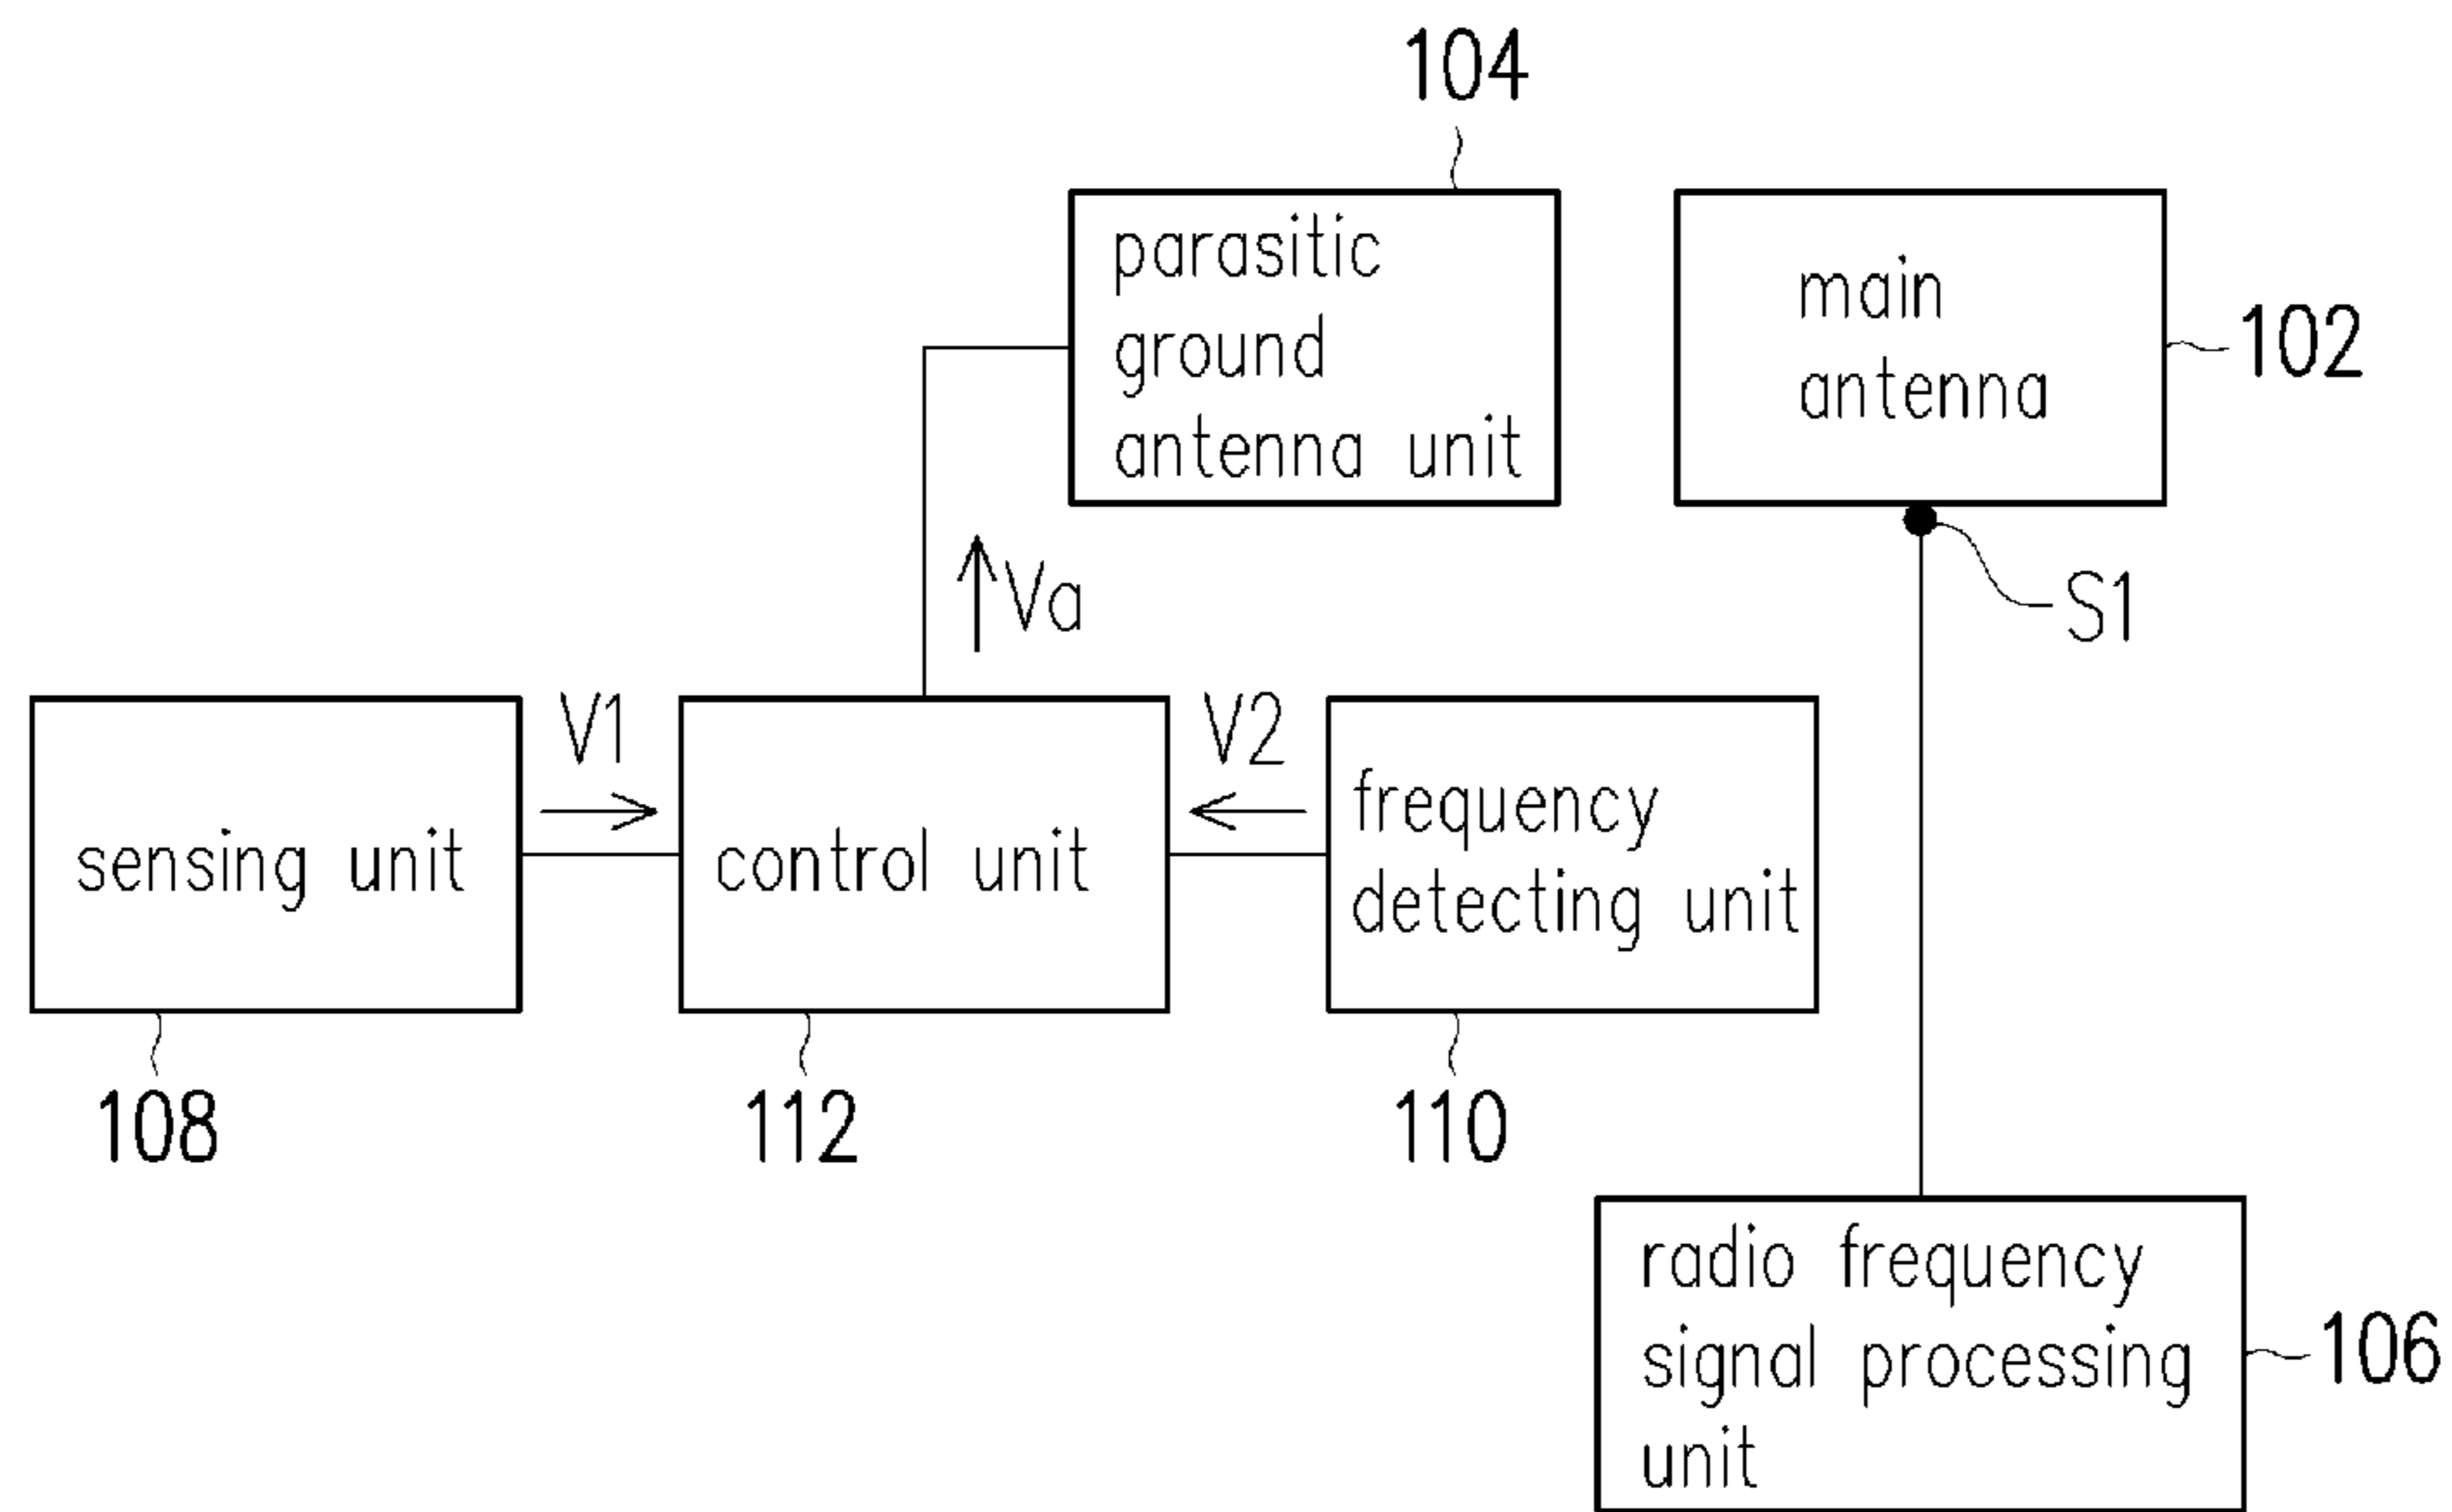 104
parasitic
ground
antenna unit
main
antenna
102
Va
S1
V1
V2
sensing unit
control unit
frequency
detecting unit
108
112
110
radio frequency
signal processing
unit
106